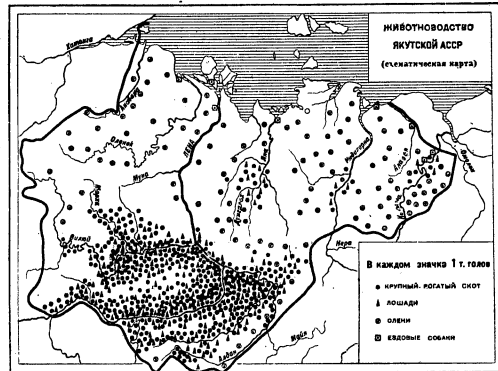 ЖИВОТНОВОДСТВО
ЯКУТСКОЙ АССР
(схематическая карта)
Хатанга
Анабар
Оленек
ЛЕНА
Яна
Индигирка
Алазея
Колыма
Муна
Вилюй
Нера
Алдан
Майя
В каждом значке 1 т. голов
КРУПНЫЙ РОГАТЫЙ СКОТ
ЛОШАДИ
ОЛЕНИ
ЕЗДОВЫЕ СОБАКИ